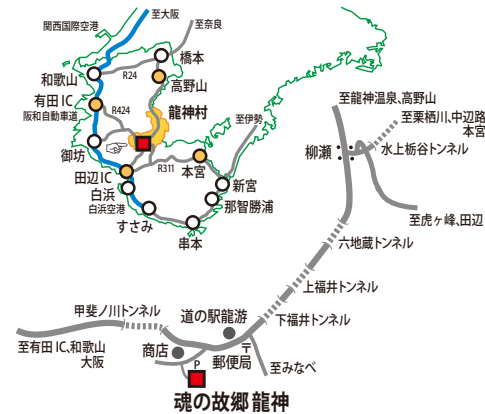 至大阪
至奈良
関西国際空港
橋本
和歌山
R24
高野山
有田IC
阪和自動車道
R424
龍神村
至伊勢
御坊
R311
本宮
田辺IC
白浜
白浜空港
新宮
那智勝浦
すさみ
串本
至龍神温泉、高野山
至栗栖川、中辺路
本宮
柳瀬
水上栃谷トンネル
至虎ヶ峰、田辺
六地蔵トンネル
上福井トンネル
下福井トンネル
甲斐ノ川トンネル
道の駅龍游
〒
郵便局
商店
至みなべ
至有田IC、和歌山
大阪
P
魂の故郷 龍神